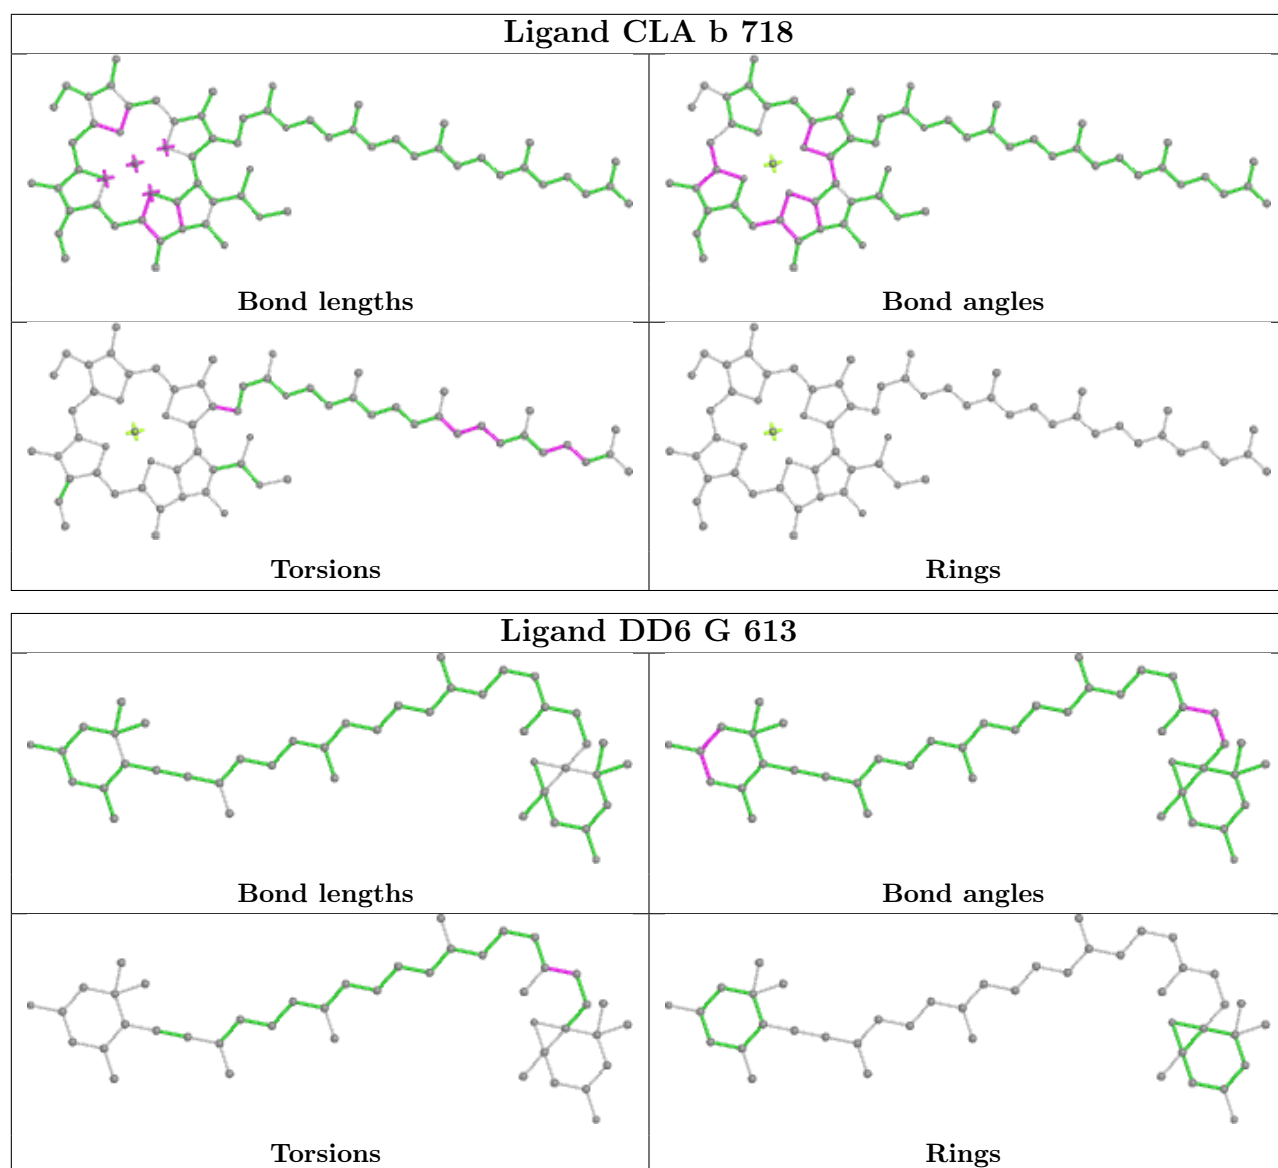 Ligand CLA b 718
Bond lengths
Bond angles
Torsions
Rings
Ligand DD6 G 613
Bond lengths
Bond angles
Torsions
Rings